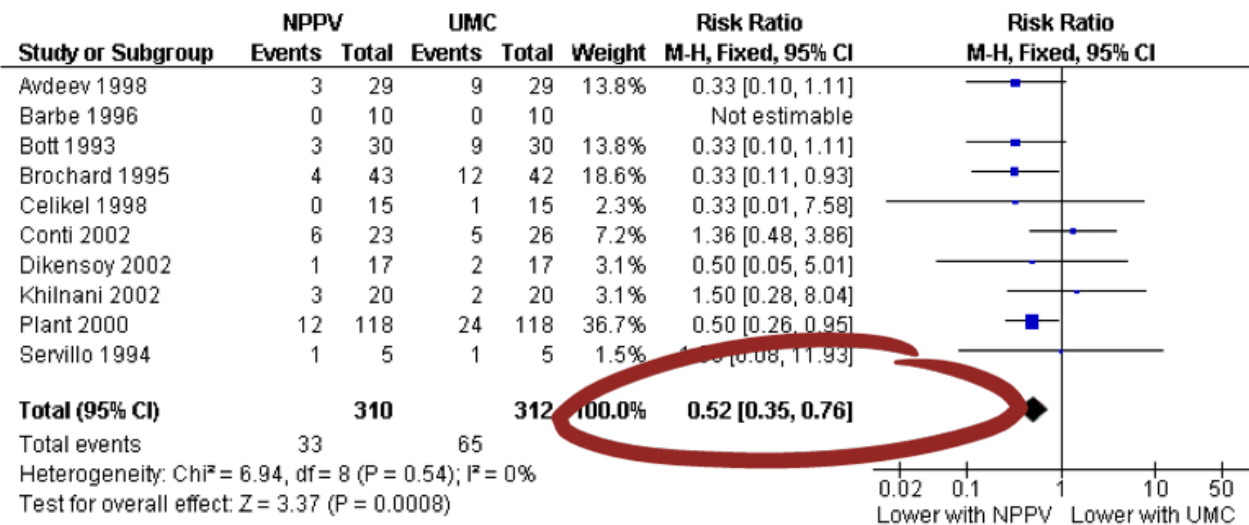 NPPV UMC Risk Ratio Risk Ratio
Study or Subgroup Events Total Events Total Weight M-H, Fixed, 95% CI M-H, Fixed, 95% CI
Avdeev 1998 3 29 9 29 13.8% 0.33 [0.10, 1.11]
Barbe 1996 0 10 0 10 Not estimable
Bott 1993 3 30 9 30 13.8% 0.33 [0.10, 1.11]
Brochard 1995 4 43 12 42 18.6% 0.33 [0.11, 0.93]
Celikel 1998 0 15 1 15 2.3% 0.33 [0.01, 7.58]
Conti 2002 6 23 5 26 7.2% 1.36 [0.48, 3.86]
Dikensoy 2002 1 17 2 17 3.1% 0.50 [0.05, 5.01]
Khilnani 2002 3 20 2 20 3.1% 1.50 [0.28, 8.04]
Plant 2000 12 118 24 118 36.7% 0.50 [0.26, 0.95]
Servillo 1994 1 5 1 5 1.5% [0.08, 11.93]
Total (95% CI) 310 312 100.0% 0.52 [0.35, 0.76]
Total events 33 65
Heterogeneity: Chi² = 6.94, df = 8 (P = 0.54); I² = 0%
Test for overall effect: Z = 3.37 (P = 0.0008)
0.02 0.1 1 10 50
Lower with NPPV Lower with UMC